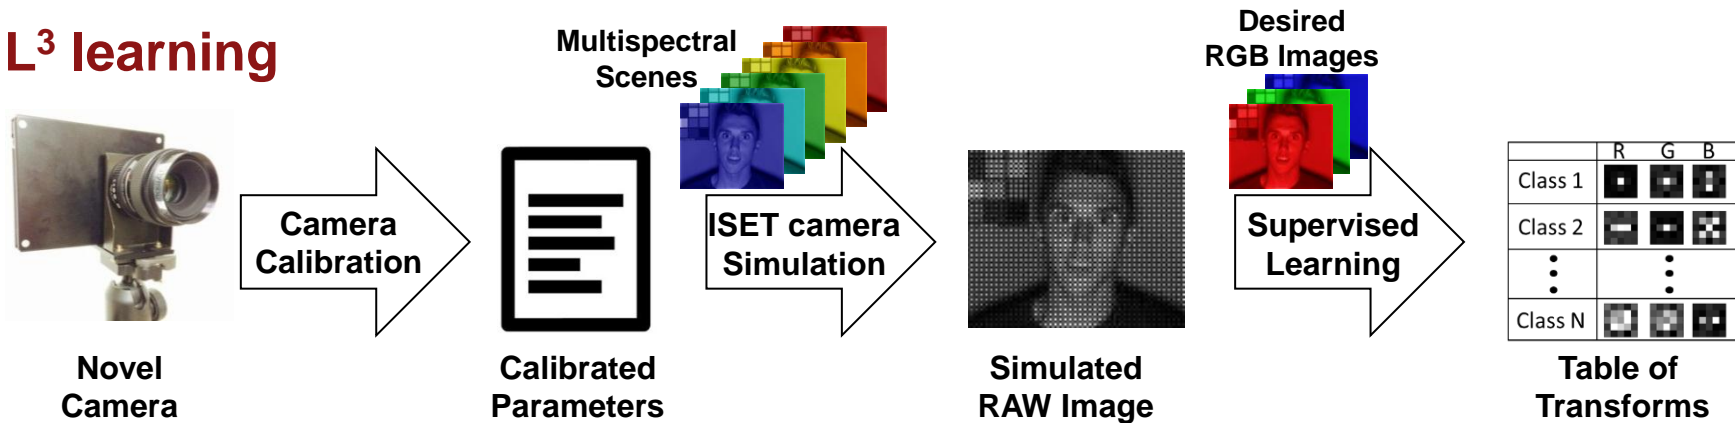 L³ learning
Multispectral
Scenes
Desired
RGB Images
Camera
Calibration
ISET camera
Simulation
Supervised
Learning
R G B
Class 1
Class 2
Class N
Novel
Camera
Calibrated
Parameters
Simulated
RAW Image
Table of
Transforms